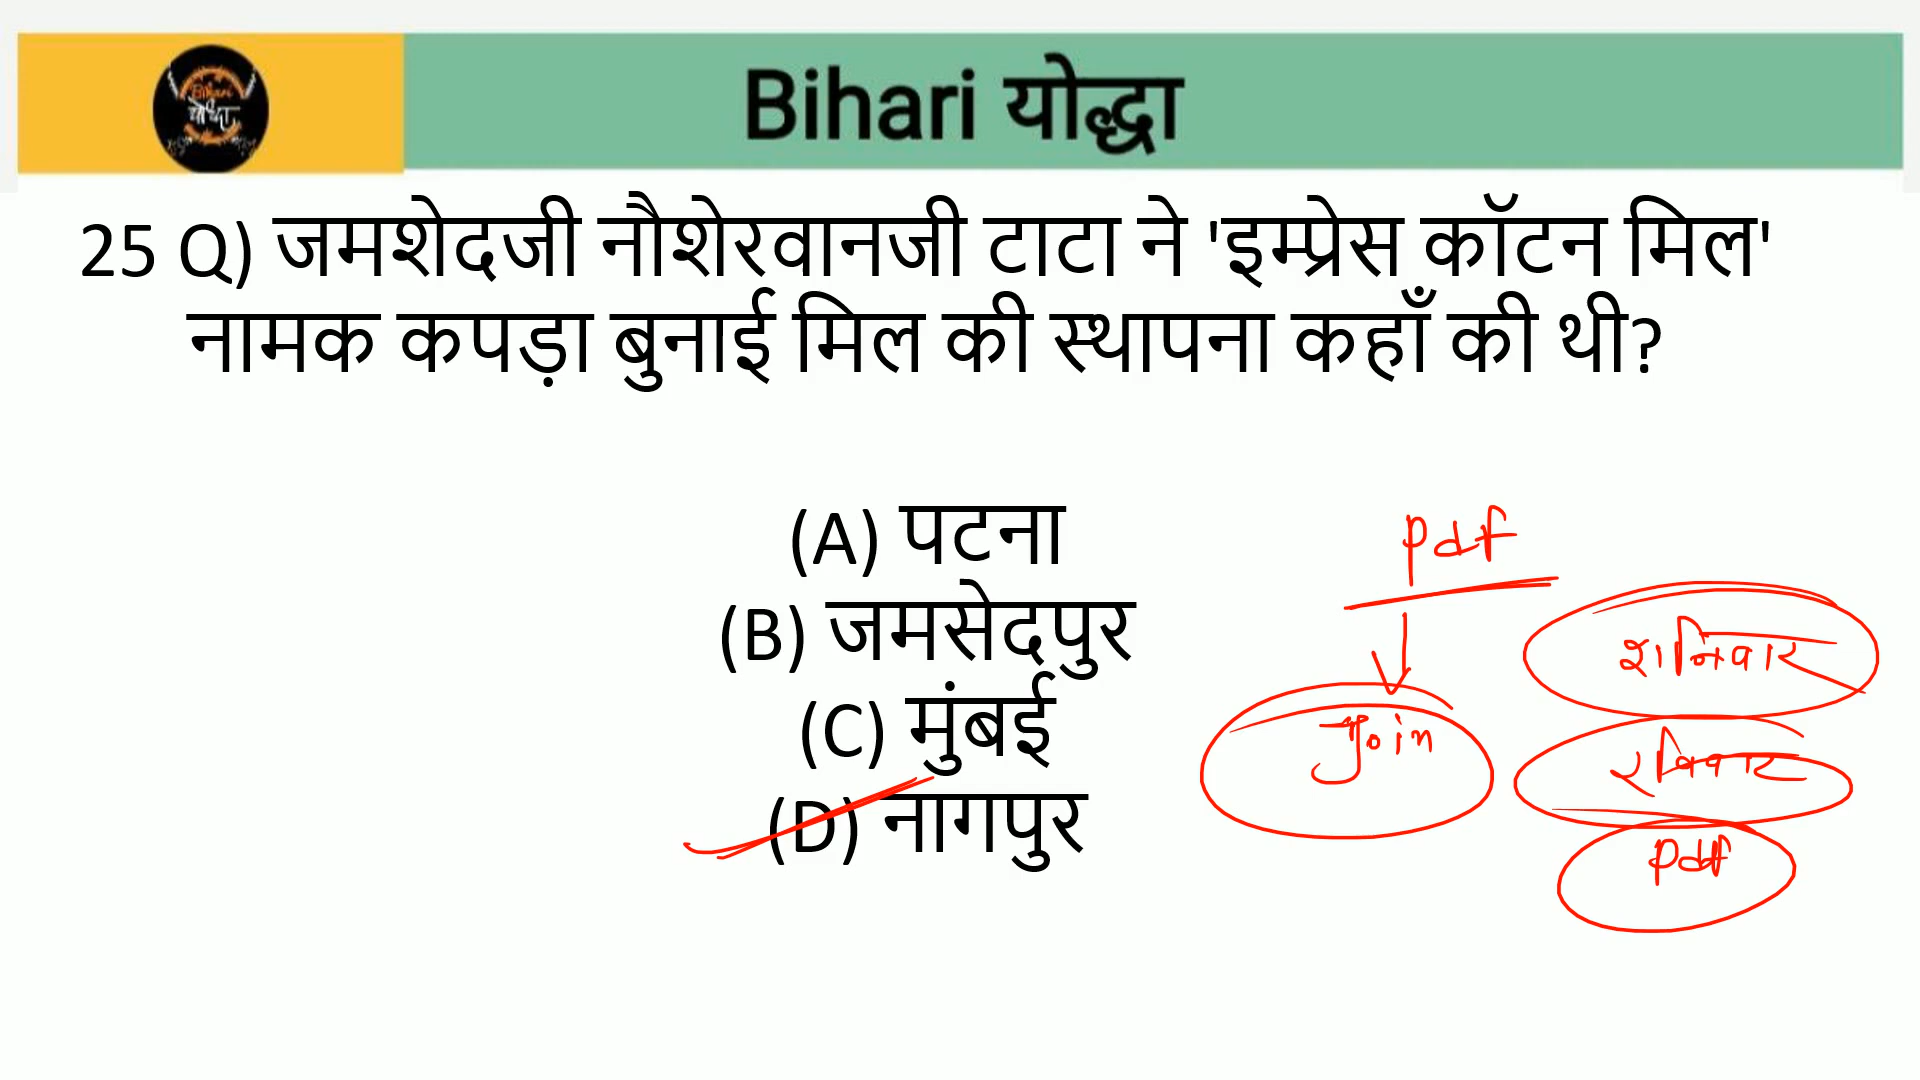 Bihari योद्धा
Bihari
योद्धा
25 Q) जमशेदजी नौशेरवानजी टाटा ने 'इम्प्रेस कॉटन मिल'
नामक कपड़ा बुनाई मिल की स्थापना कहाँ की थी?
(A) पटना
(B) जमसेदपुर
(C) मुंबई
(D) नागपुर
pdf
Join
शनिवार
रविवार
pdf